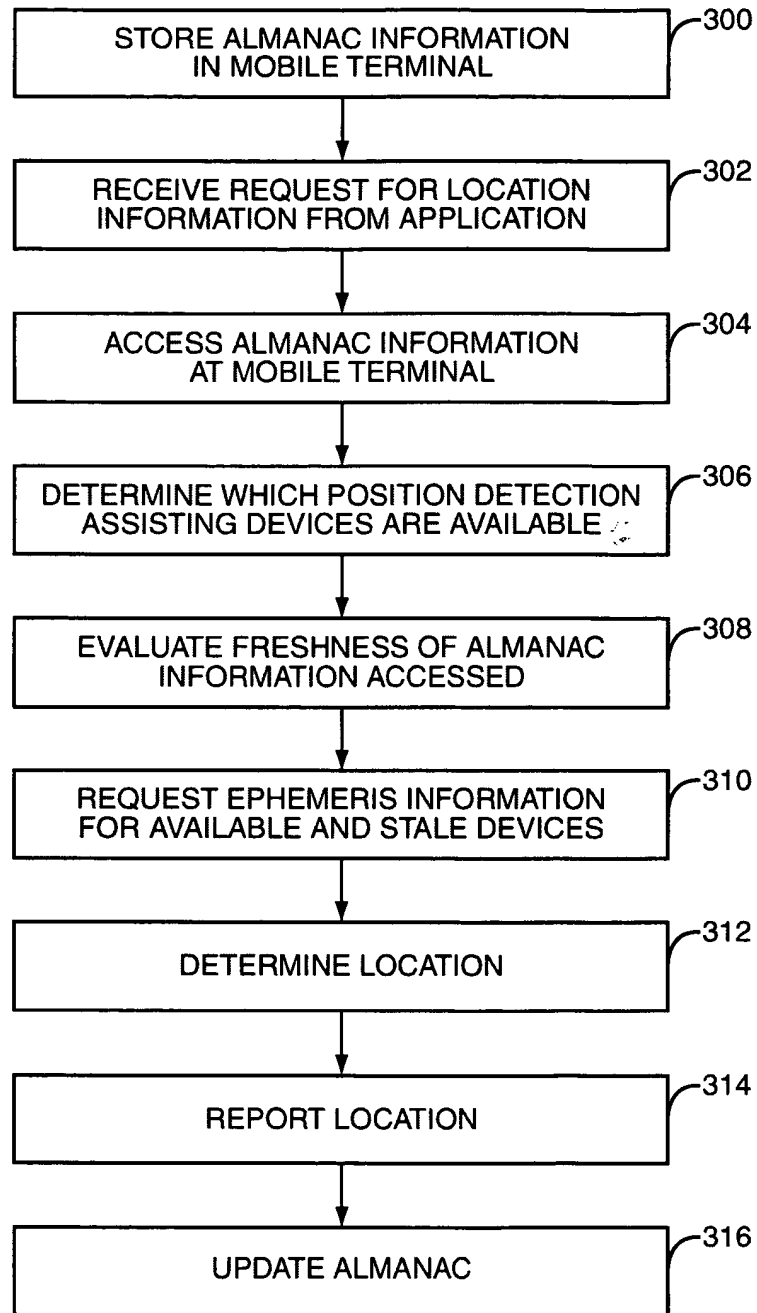 STORE ALMANAC INFORMATION
IN MOBILE TERMINAL
300
RECEIVE REQUEST FOR LOCATION
INFORMATION FROM APPLICATION
302
ACCESS ALMANAC INFORMATION
AT MOBILE TERMINAL
304
DETERMINE WHICH POSITION DETECTION
ASSISTING DEVICES ARE AVAILABLE
306
EVALUATE FRESHNESS OF ALMANAC
INFORMATION ACCESSED
308
REQUEST EPHEMERIS INFORMATION
FOR AVAILABLE AND STALE DEVICES
310
DETERMINE LOCATION
312
REPORT LOCATION
314
UPDATE ALMANAC
316